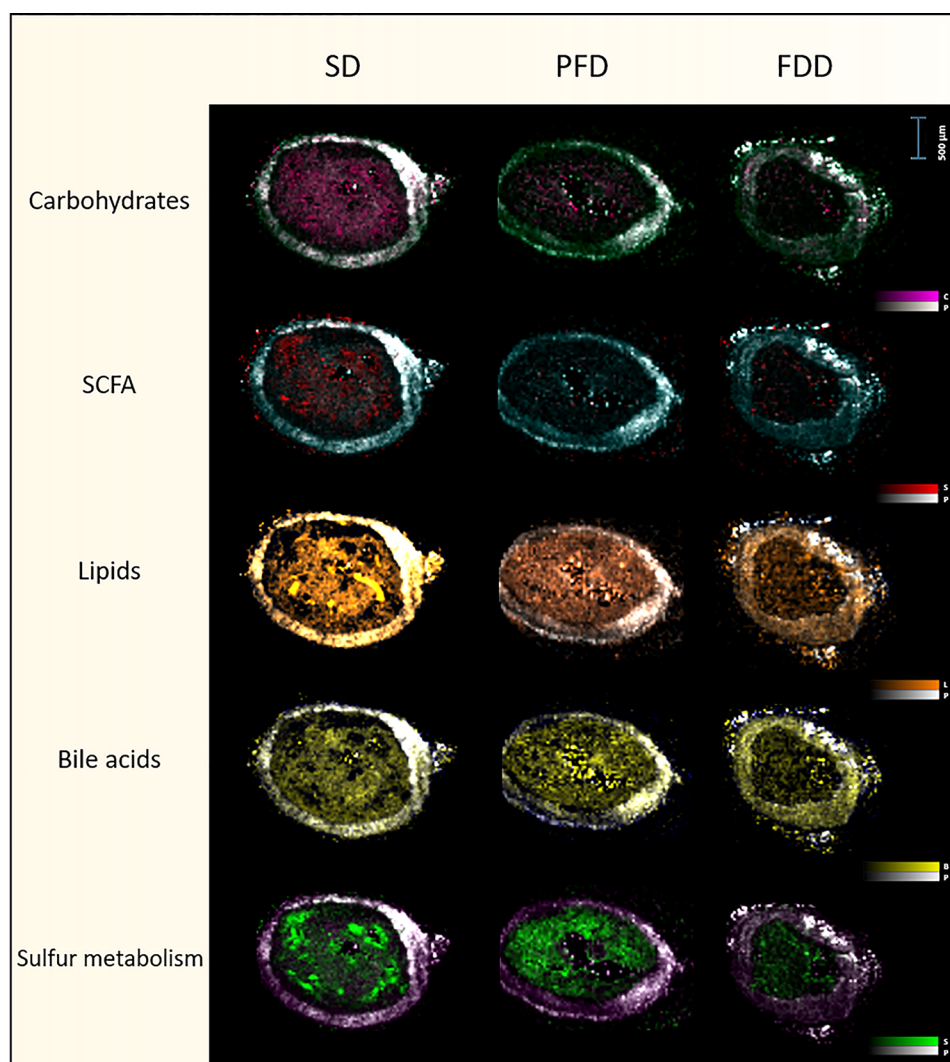 SD PFD FDD
500 µm
Carbohydrates
C
P
SCFA
S
P
Lipids
L
P
Bile acids
B
P
Sulfur metabolism
S
P